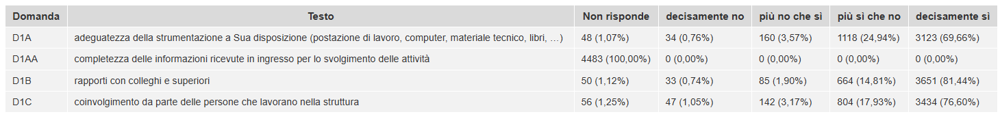 Domanda Testo Non risponde decisamente no più no che sì più sì che no decisamente sì
D1A adeguatezza della strumentazione a Sua disposizione (postazione di lavoro, computer, materiale tecnico, libri, …) 48 (1,07%) 34 (0,76%) 160 (3,57%) 1118 (24,94%) 3123 (69,66%)
D1AA completezza delle informazioni ricevute in ingresso per lo svolgimento delle attività 4483 (100,00%) 0 (0,00%) 0 (0,00%) 0 (0,00%) 0 (0,00%)
D1B rapporti con colleghi e superiori 50 (1,12%) 33 (0,74%) 85 (1,90%) 664 (14,81%) 3651 (81,44%)
D1C coinvolgimento da parte delle persone che lavorano nella struttura 56 (1,25%) 47 (1,05%) 142 (3,17%) 804 (17,93%) 3434 (76,60%)